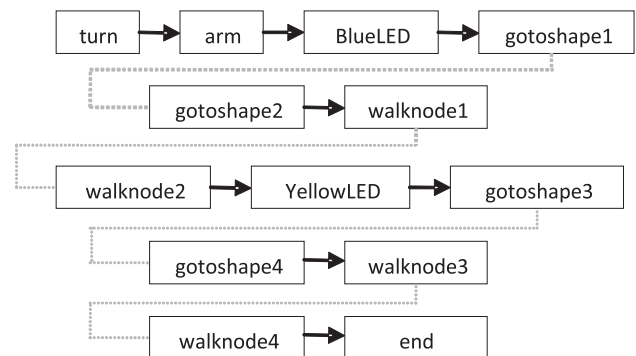 turn arm BlueLED gotoshape1
gotoshape2 walknode1
walknode2 YellowLED gotoshape3
gotoshape4 walknode3
walknode4 end